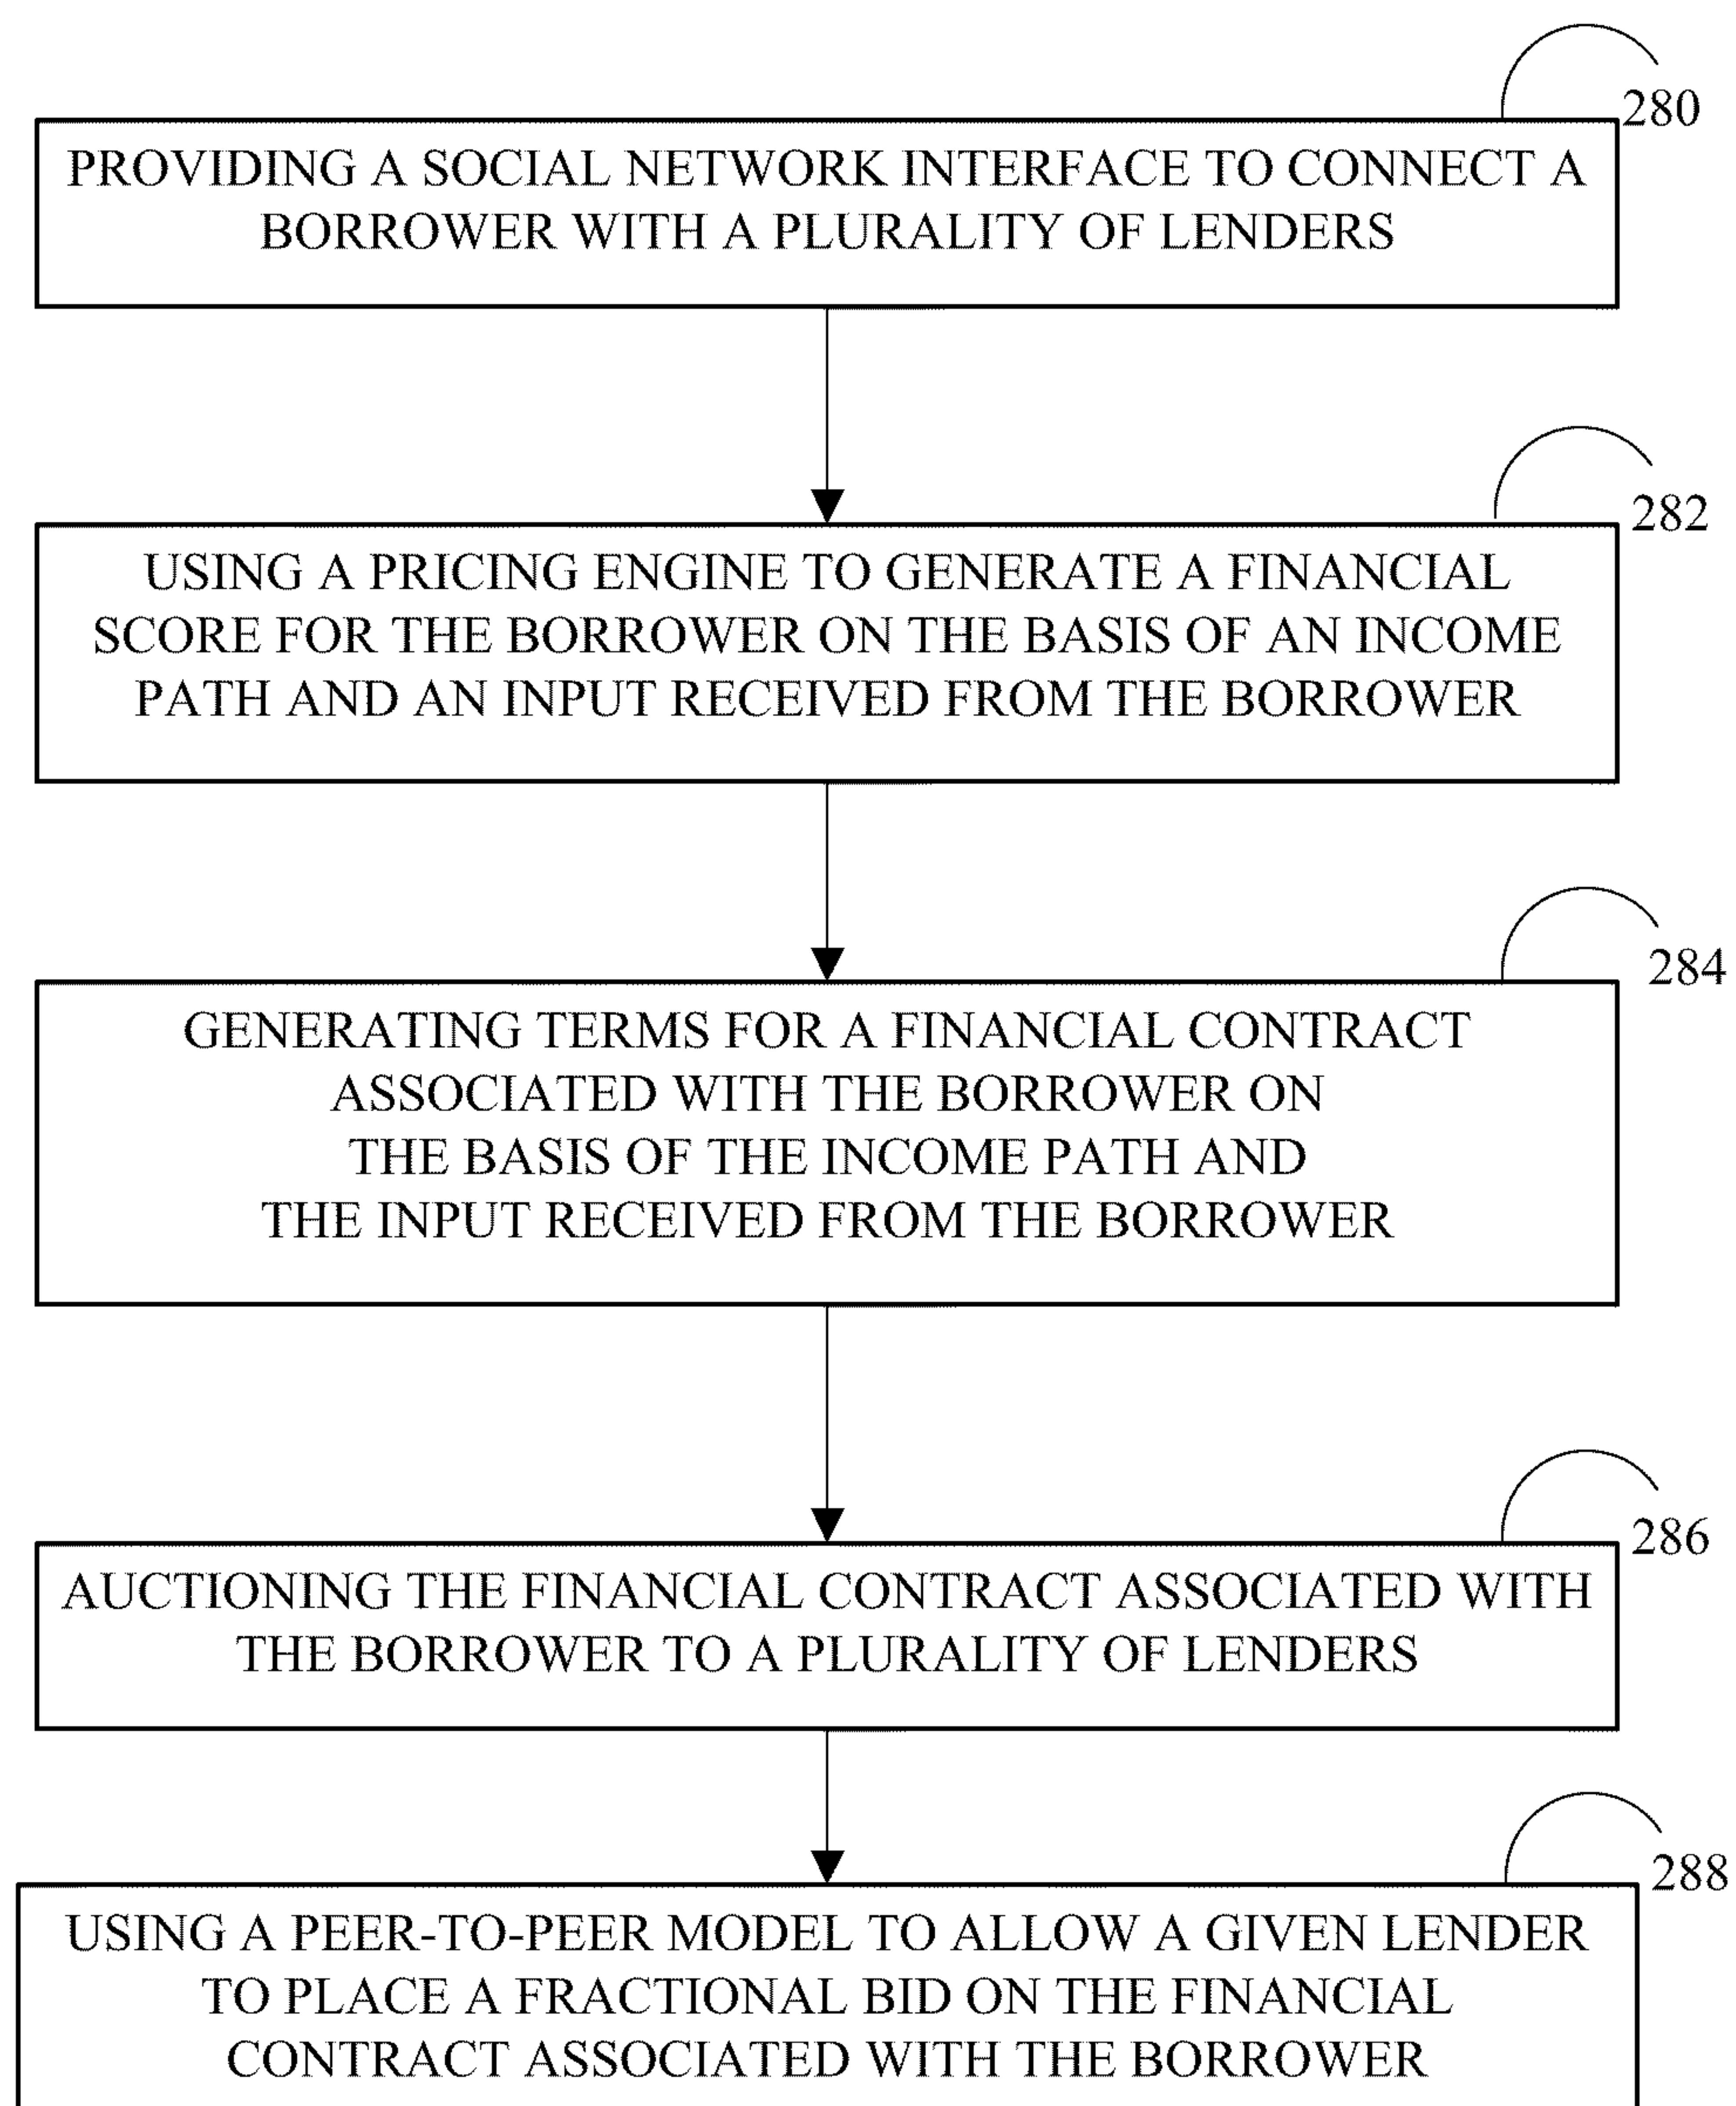 280
PROVIDING A SOCIAL NETWORK INTERFACE TO CONNECT A
BORROWER WITH A PLURALITY OF LENDERS
282
USING A PRICING ENGINE TO GENERATE A FINANCIAL
SCORE FOR THE BORROWER ON THE BASIS OF AN INCOME
PATH AND AN INPUT RECEIVED FROM THE BORROWER
284
GENERATING TERMS FOR A FINANCIAL CONTRACT
ASSOCIATED WITH THE BORROWER ON
THE BASIS OF THE INCOME PATH AND
THE INPUT RECEIVED FROM THE BORROWER
286
AUCTIONING THE FINANCIAL CONTRACT ASSOCIATED WITH
THE BORROWER TO A PLURALITY OF LENDERS
288
USING A PEER-TO-PEER MODEL TO ALLOW A GIVEN LENDER
TO PLACE A FRACTIONAL BID ON THE FINANCIAL
CONTRACT ASSOCIATED WITH THE BORROWER